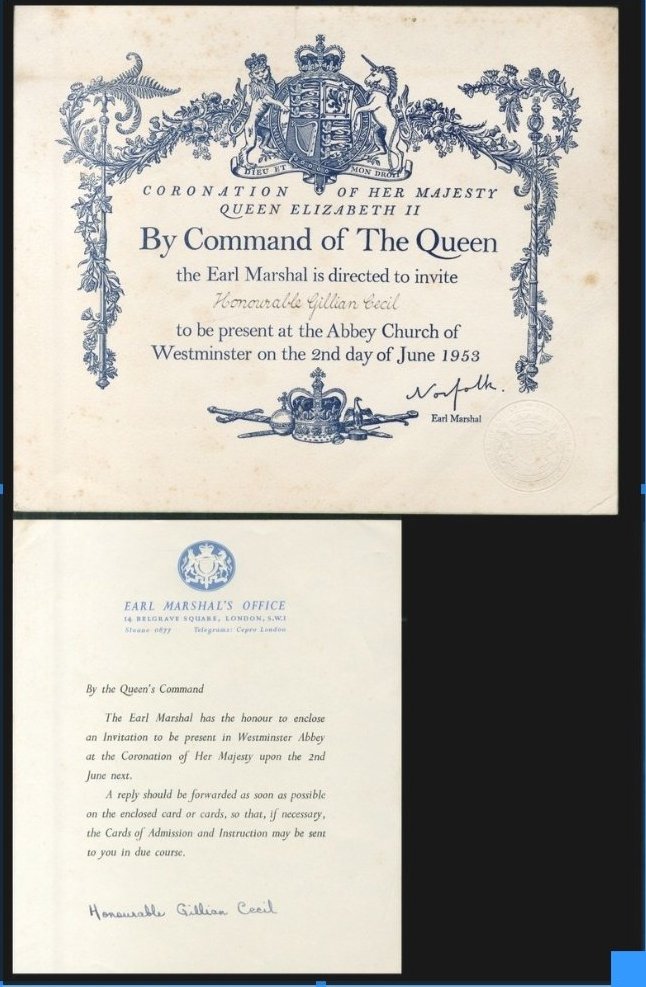 DIEU ET MON DROIT
CORONATION OF HER MAJESTY
QUEEN ELIZABETH II
By Command of The Queen
the Earl Marshal is directed to invite
Honourable Gillian Cecil
to be present at the Abbey Church of
Westminster on the 2nd day of June 1953
Norfolk.
Earl Marshal
EARL MARSHAL'S OFFICE
14 BELGRAVE SQUARE, LONDON, S.W.1
Sloane 0877 Telegrams: Cepro London
By the Queen's Command
The Earl Marshal has the honour to enclose
an Invitation to be present in Westminster Abbey
at the Coronation of Her Majesty upon the 2nd
June next.
A reply should be forwarded as soon as possible
on the enclosed card or cards, so that, if necessary,
the Cards of Admission and Instruction may be sent
to you in due course.
Honourable Gillian Cecil